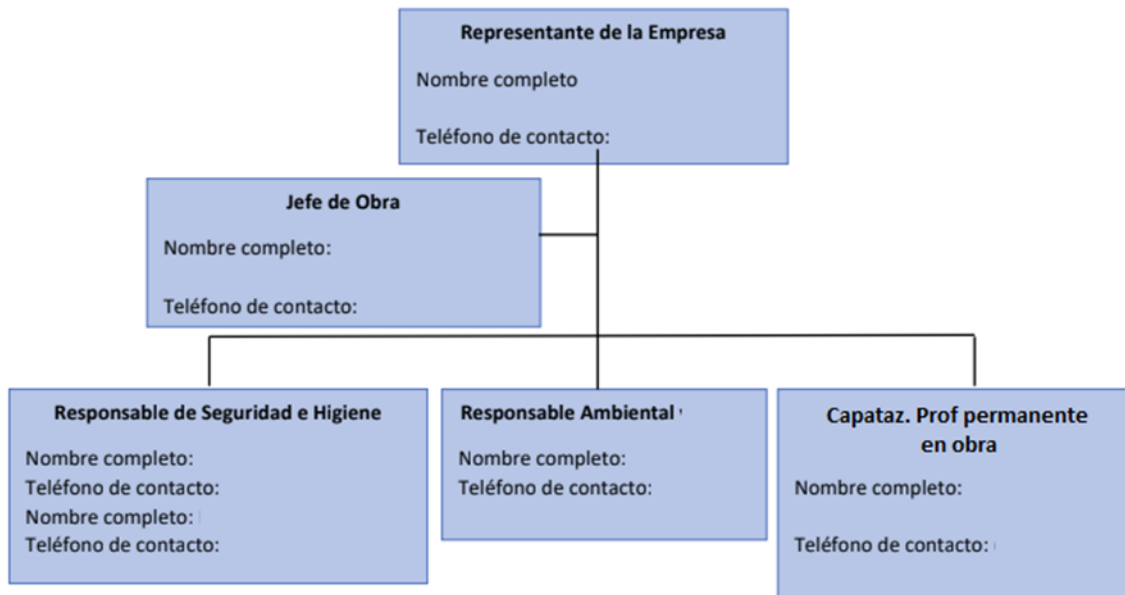 Representante de la Empresa
Nombre completo
Teléfono de contacto:
Jefe de Obra
Nombre completo:
Teléfono de contacto:
Responsable de Seguridad e Higiene
Nombre completo:
Teléfono de contacto:
Nombre completo:
Teléfono de contacto:
Responsable Ambiental
Nombre completo:
Teléfono de contacto:
Capataz. Prof permanente
en obra
Nombre completo:
Teléfono de contacto: